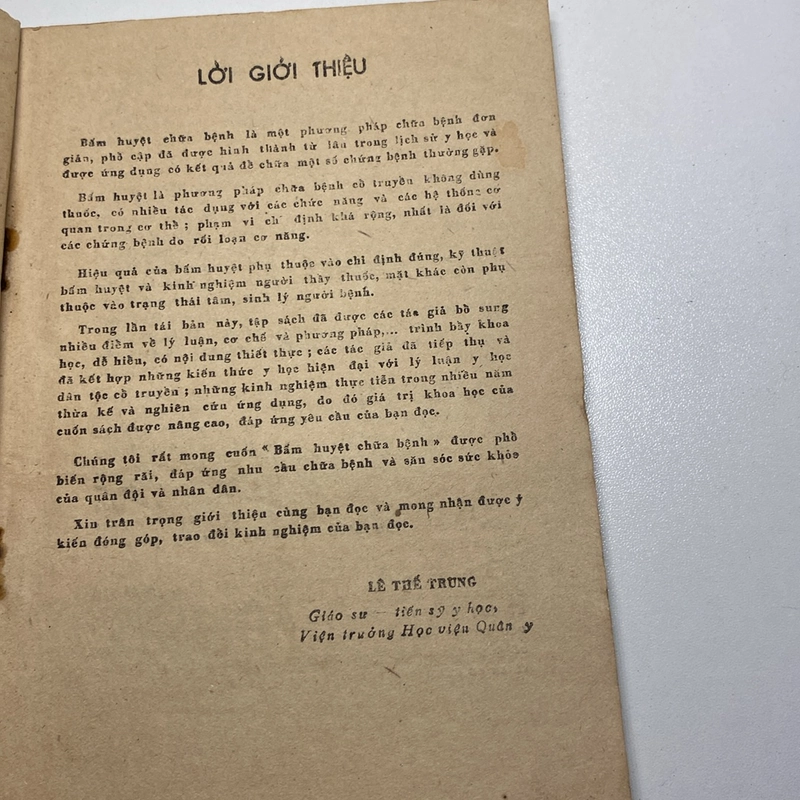 LỜI GIỚI THIỆU
Bấm huyệt chữa bệnh là một phương pháp chữa bệnh đơn
giản, phổ cập đã được hình thành từ lâu trong lịch sử y học và
được ứng dụng có kết quả để chữa một số chứng bệnh thường gặp.
Bấm huyệt là phương pháp chữa bệnh cổ truyền không dùng
thuốc, có nhiều tác dụng với các chức năng và các hệ thống cơ
quan trong cơ thể ; phạm vi chỉ định khá rộng, nhất là đối với
các chứng bệnh do rối loạn cơ năng.
Hiệu quả của bấm huyệt phụ thuộc vào chỉ định đúng, kỹ thuật
bấm huyệt và kinh nghiệm người thầy thuốc, mặt khác còn phụ
thuộc vào trạng thái tâm, sinh lý người bệnh.
Trong lần tái bản này, tập sách đã được các tác giả bổ sung
nhiều điểm về lý luận, cơ chế và phương pháp,... trình bầy khoa
học, dễ hiểu, có nội dung thiết thực ; các tác giả đã tiếp thụ và
đã kết hợp những kiến thức y học hiện đại với lý luận y học
dân tộc cổ truyền ; những kinh nghiệm thực tiễn trong nhiều năm
thừa kế và nghiên cứu ứng dụng, do đó giá trị khoa học của
cuốn sách được nâng cao, đáp ứng yêu cầu của bạn đọc.
Chúng tôi rất mong cuốn « Bấm huyệt chữa bệnh » được phổ
biến rộng rãi, đáp ứng nhu cầu chữa bệnh và săn sóc sức khỏe
của quân đội và nhân dân.
Xin trân trọng giới thiệu cùng bạn đọc và mong nhận được ý
kiến đóng góp, trao đổi kinh nghiệm của bạn đọc.
LÊ THẾ TRUNG
Giáo sư — tiến sỹ y học,
Viện trưởng Học viện Quân y